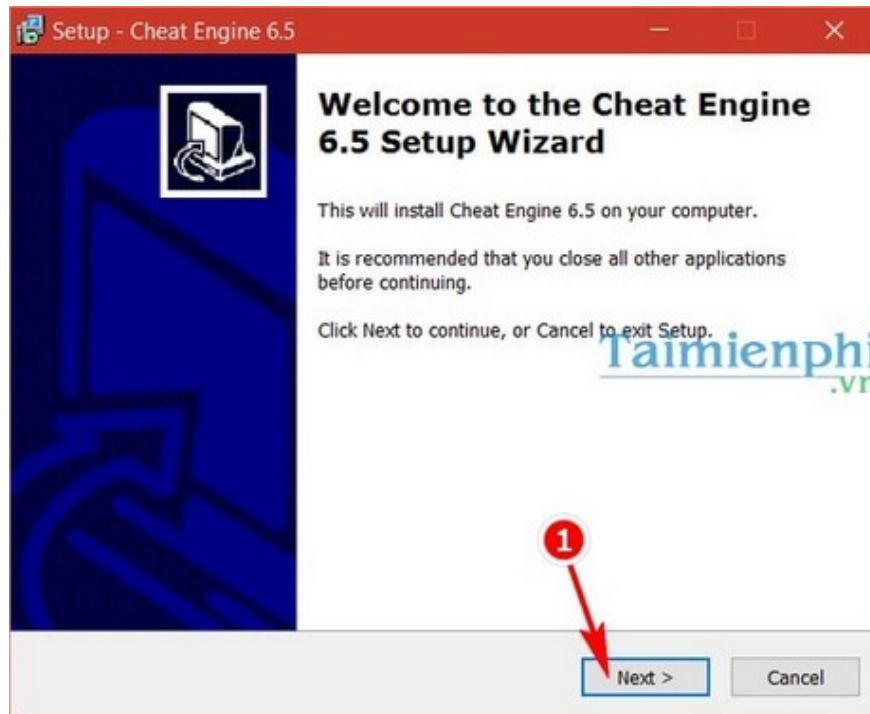 Setup - Cheat Engine 6.5
Welcome to the Cheat Engine
6.5 Setup Wizard
This will install Cheat Engine 6.5 on your computer.
It is recommended that you close all other applications
before continuing.
Click Next to continue, or Cancel to exit Setup.
Taimienphi
.vn
1
Next >
Cancel